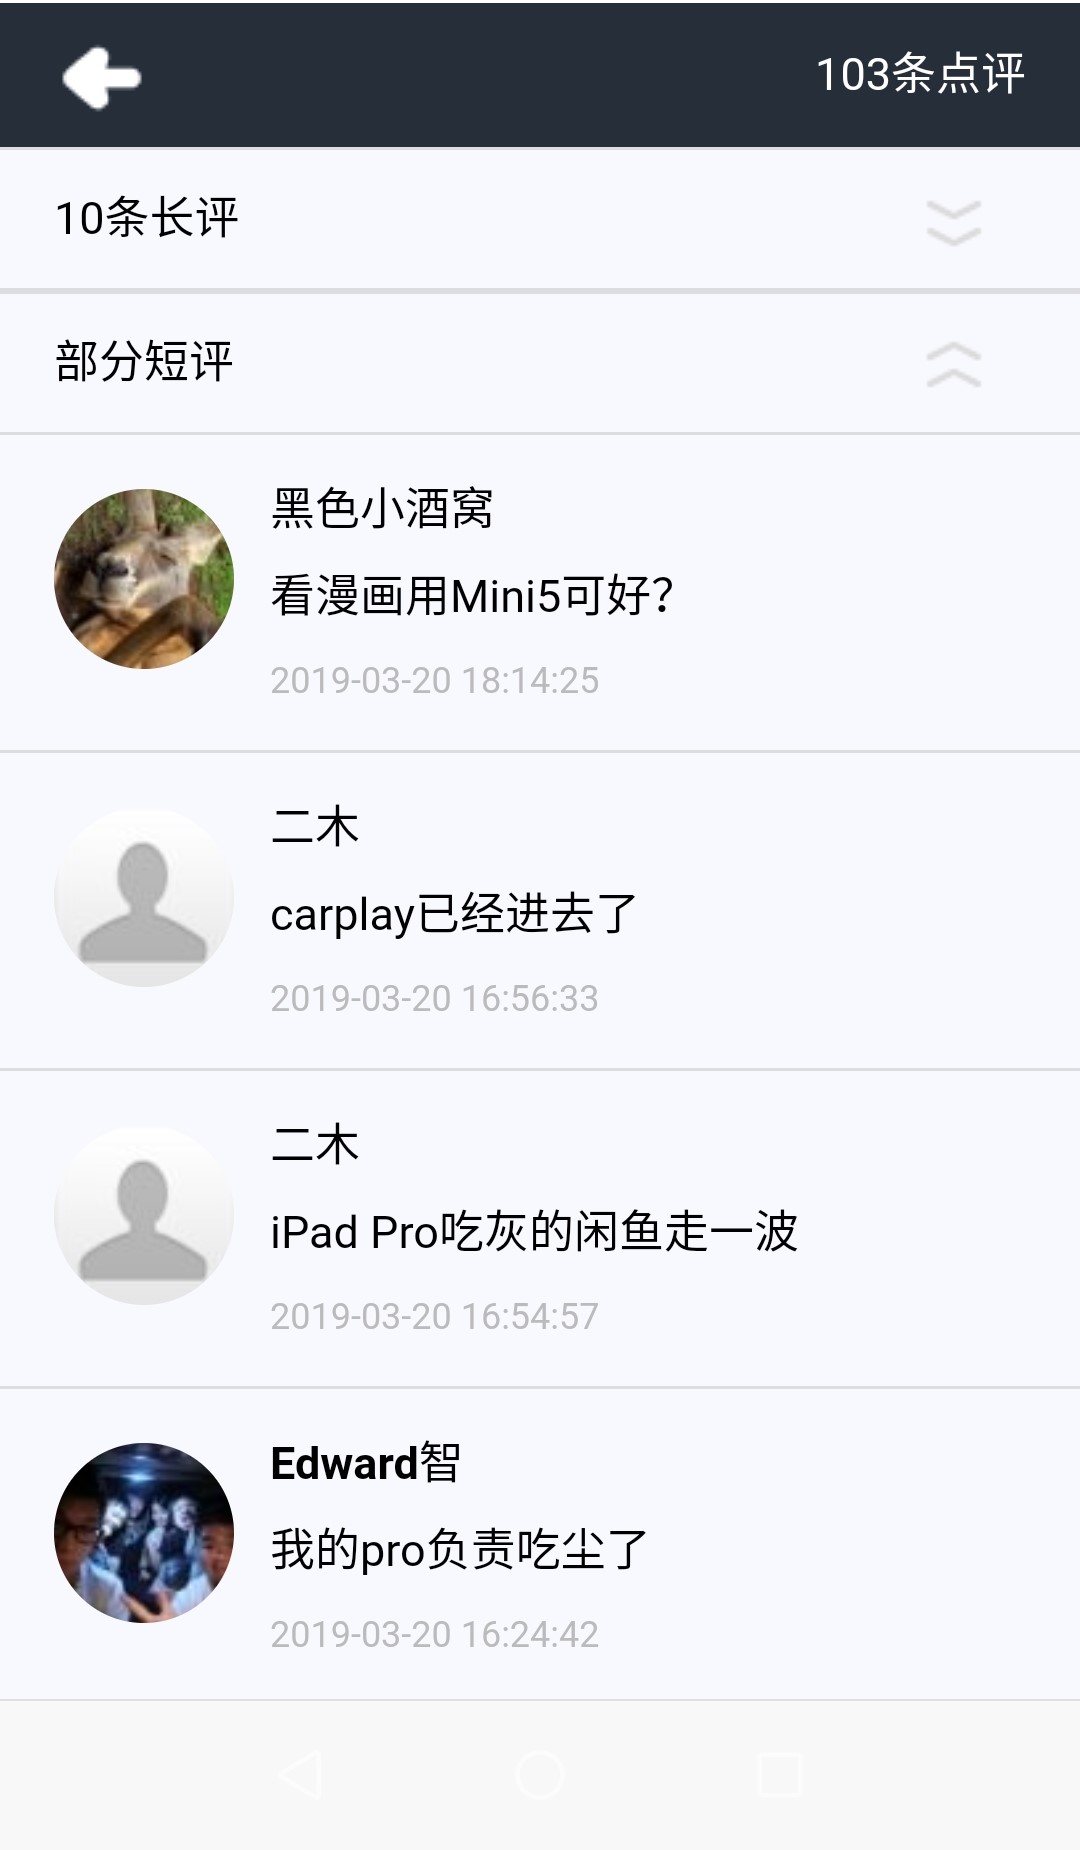 103条点评
10条长评
部分短评
黑色小酒窝
看漫画用Mini5可好?
2019-03-20 18:14:25
二木
carplay已经进去了
2019-03-20 16:56:33
二木
iPad Pro吃灰的闲鱼走一波
2019-03-20 16:54:57
Edward智
我的pro负责吃尘了
2019-03-20 16:24:42